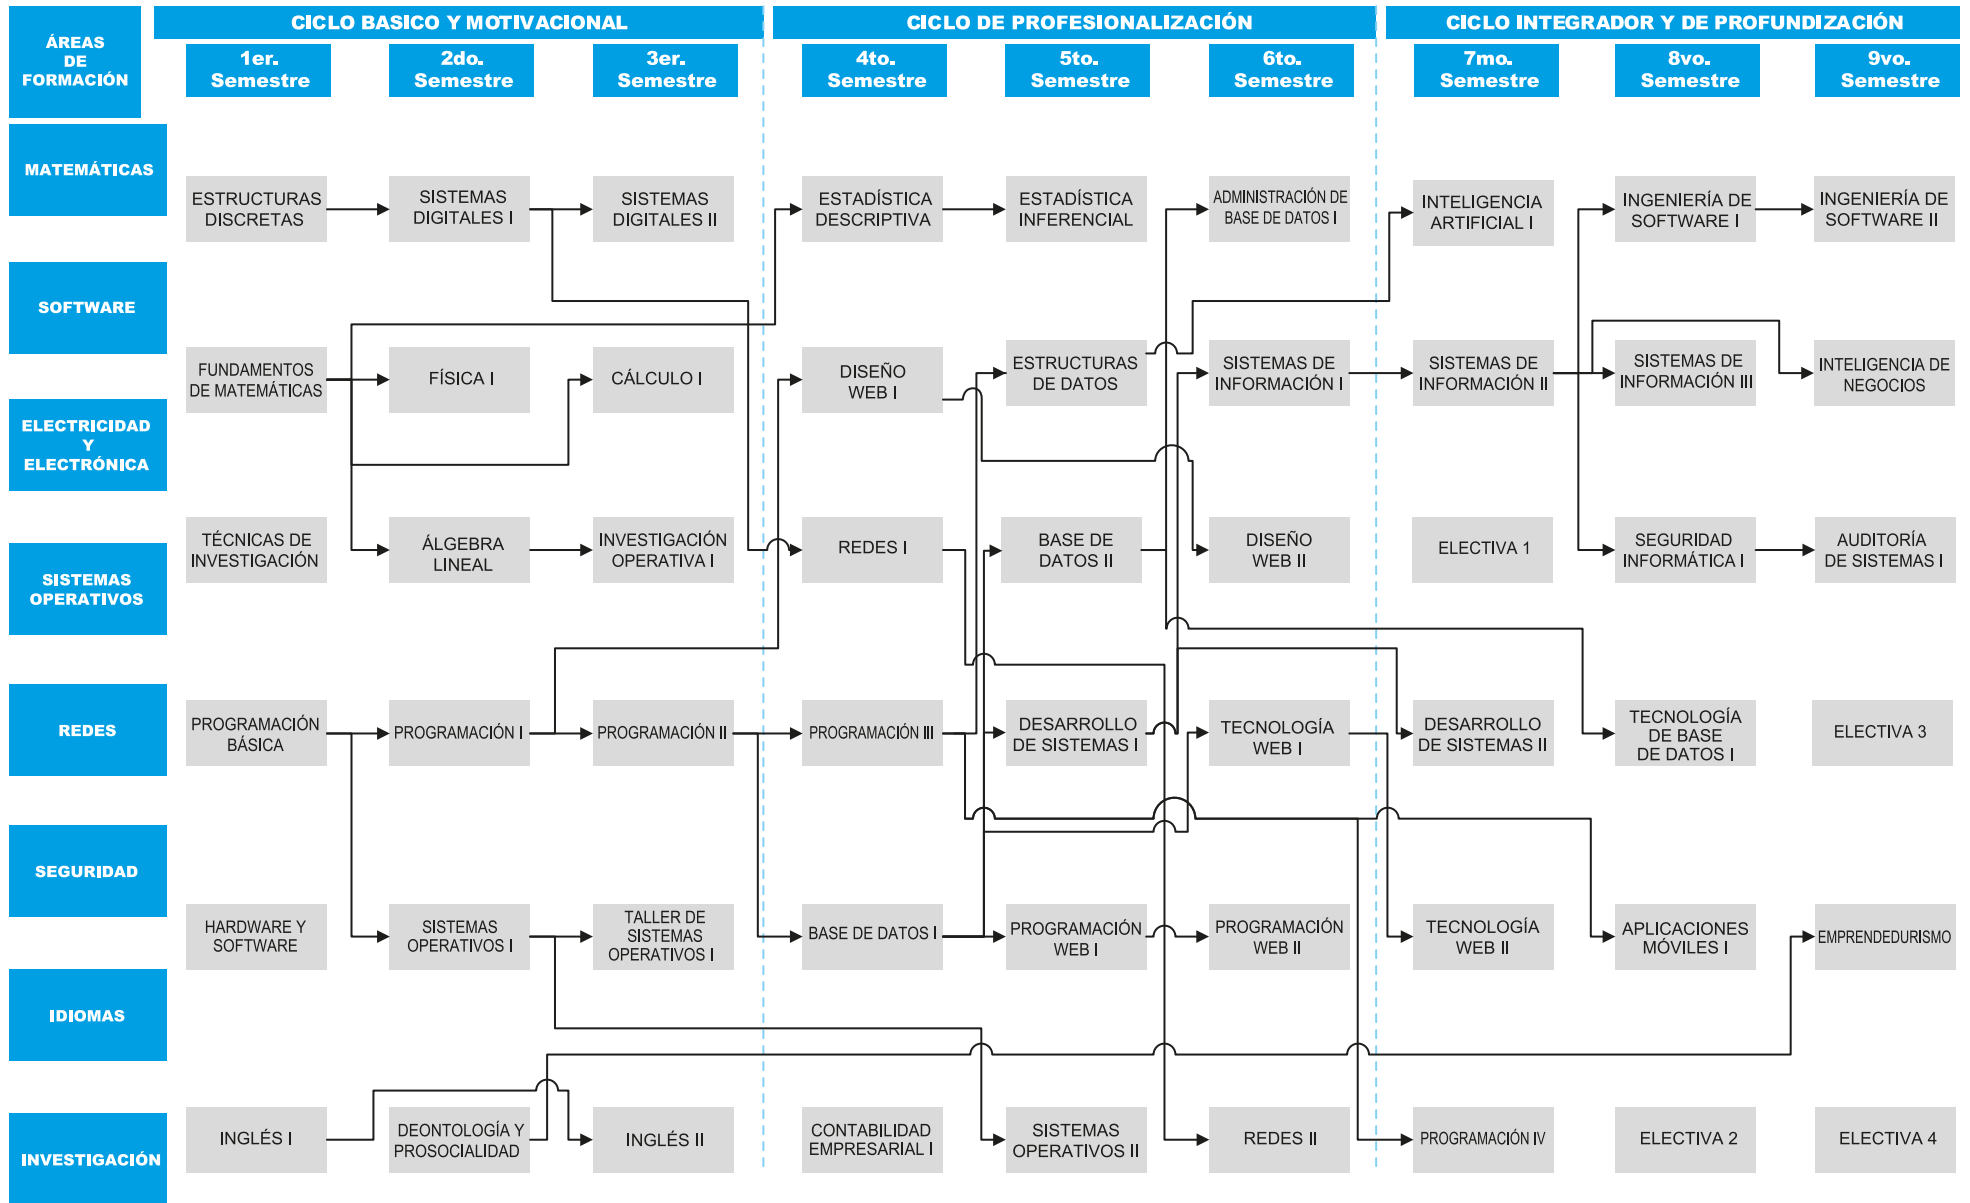 ÁREAS
DE
FORMACIÓN
CICLO BASICO Y MOTIVACIONAL
CICLO DE PROFESIONALIZACIÓN
CICLO INTEGRADOR Y DE PROFUNDIZACIÓN
1er.
Semestre
2do.
Semestre
3er.
Semestre
4to.
Semestre
5to.
Semestre
6to.
Semestre
7mo.
Semestre
8vo.
Semestre
9vo.
Semestre
MATEMÁTICAS
ESTRUCTURAS
DISCRETAS
SISTEMAS
DIGITALES I
SISTEMAS
DIGITALES II
ESTADÍSTICA
DESCRIPTIVA
ESTADÍSTICA
INFERENCIAL
ADMINISTRACIÓN DE
BASE DE DATOS I
INTELIGENCIA
ARTIFICIAL I
INGENIERÍA DE
SOFTWARE I
INGENIERÍA DE
SOFTWARE II
SOFTWARE
FUNDAMENTOS
DE MATEMÁTICAS
FÍSICA I
CÁLCULO I
DISEÑO
WEB I
ESTRUCTURAS
DE DATOS
SISTEMAS DE
INFORMACIÓN I
SISTEMAS DE
INFORMACIÓN II
SISTEMAS DE
INFORMACIÓN III
INTELIGENCIA DE
NEGOCIOS
ELECTRICIDAD
Y
ELECTRÓNICA
TÉCNICAS DE
INVESTIGACIÓN
ÁLGEBRA
LINEAL
INVESTIGACIÓN
OPERATIVA I
REDES I
BASE DE
DATOS II
DISEÑO
WEB II
ELECTIVA 1
SEGURIDAD
INFORMÁTICA I
AUDITORÍA
DE SISTEMAS I
SISTEMAS
OPERATIVOS
REDES
PROGRAMACIÓN
BÁSICA
PROGRAMACIÓN I
PROGRAMACIÓN II
PROGRAMACIÓN III
DESARROLLO
DE SISTEMAS I
TECNOLOGÍA
WEB I
DESARROLLO
DE SISTEMAS II
TECNOLOGÍA
DE BASE
DE DATOS I
ELECTIVA 3
SEGURIDAD
HARDWARE Y
SOFTWARE
SISTEMAS
OPERATIVOS I
TALLER DE
SISTEMAS
OPERATIVOS I
BASE DE DATOS I
PROGRAMACIÓN
WEB I
PROGRAMACIÓN
WEB II
TECNOLOGÍA
WEB II
APLICACIONES
MÓVILES I
EMPRENDEDURISMO
IDIOMAS
INGLÉS I
DEONTOLOGÍA Y
PROSOCIALIDAD
INGLÉS II
CONTABILIDAD
EMPRESARIAL I
SISTEMAS
OPERATIVOS II
REDES II
PROGRAMACIÓN IV
ELECTIVA 2
ELECTIVA 4
INVESTIGACIÓN